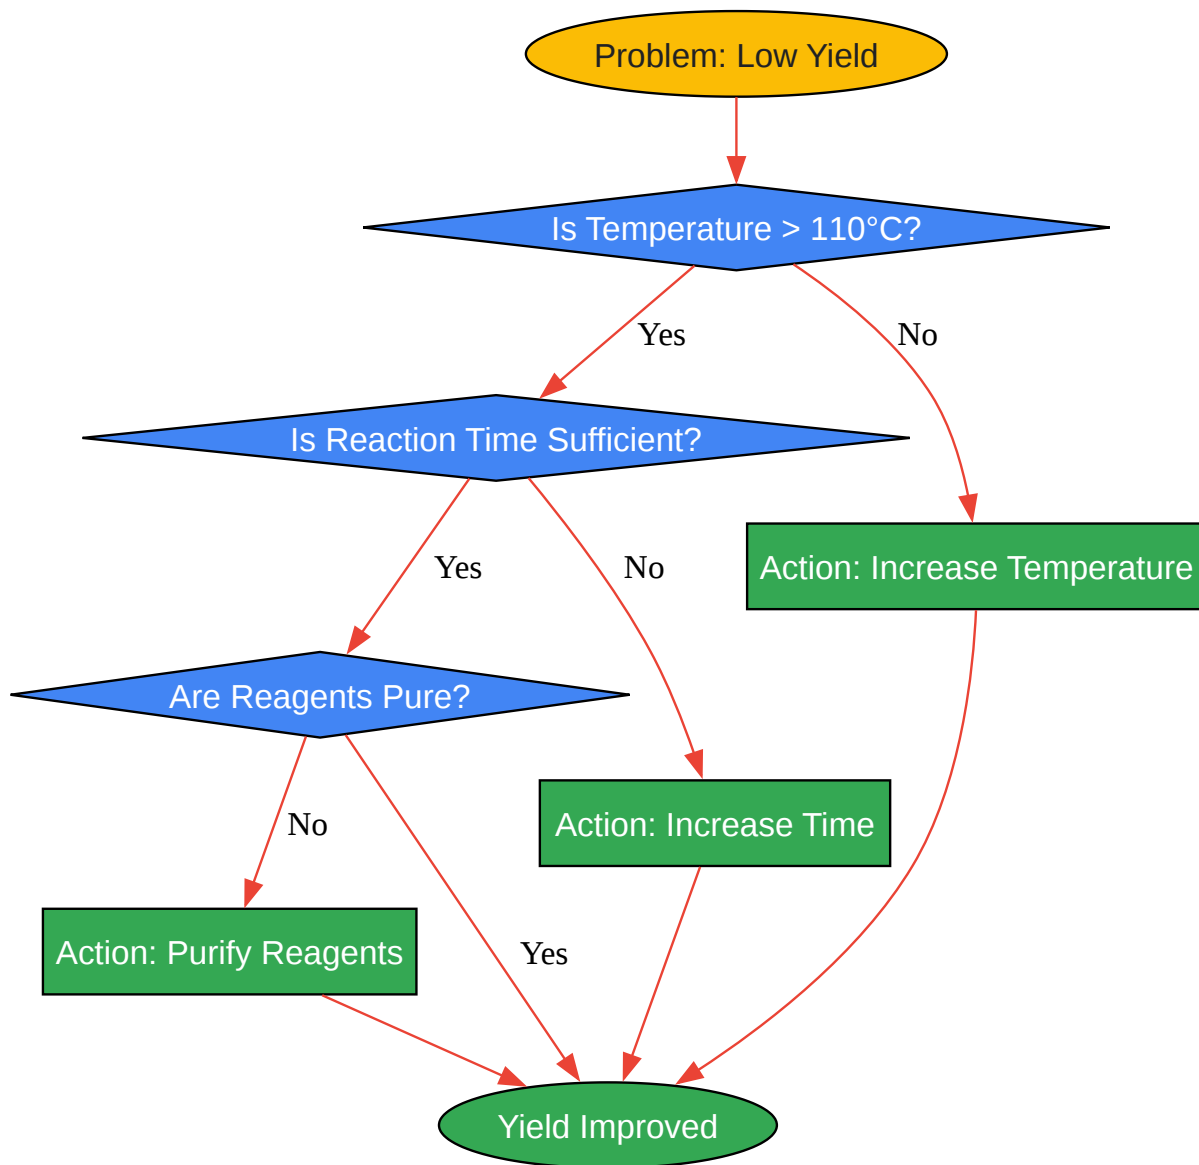 Problem: Low Yield
Is Temperature > 110°C?
Yes
No
Is Reaction Time Sufficient?
Yes
No
Action: Increase Temperature
Are Reagents Pure?
No
Action: Increase Time
Action: Purify Reagents
Yes
Yield Improved